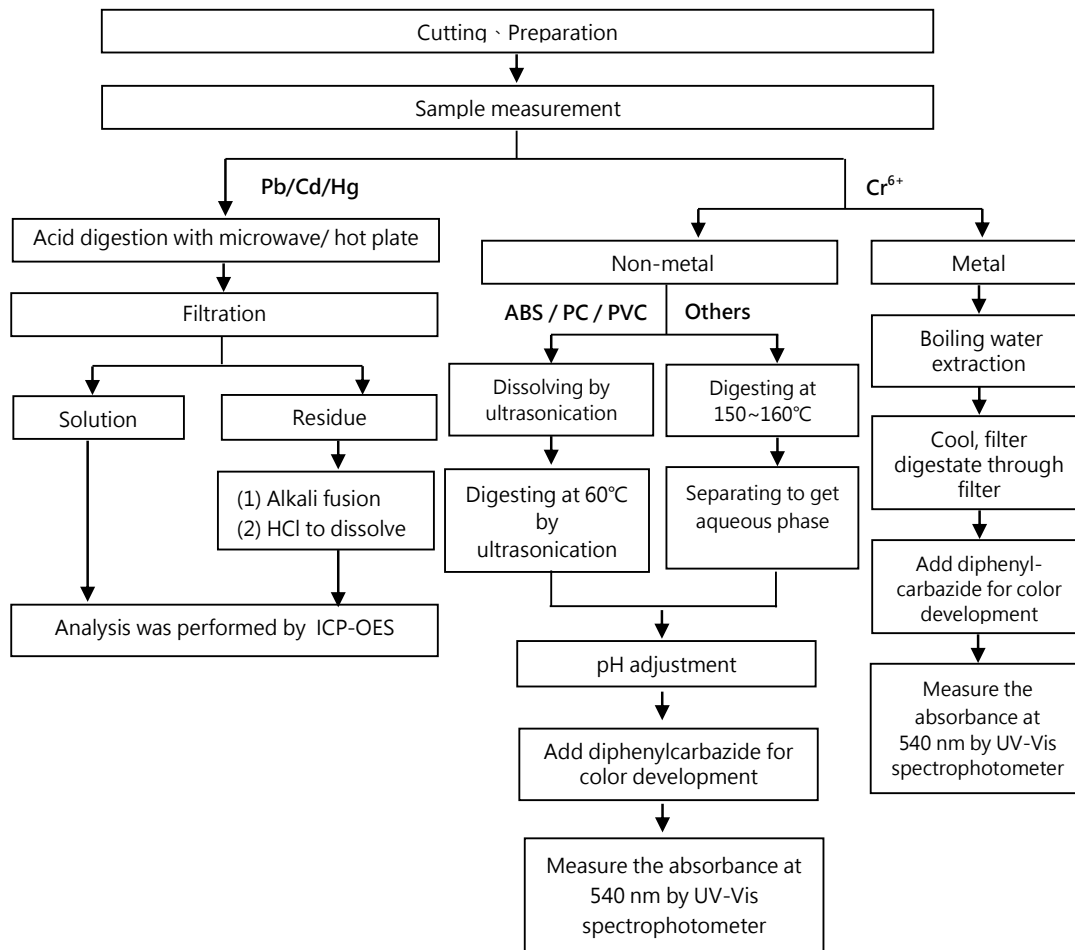 Cutting、Preparation
Sample measurement
Pb/Cd/Hg
Cr⁶⁺
Acid digestion with microwave/ hot plate
Filtration
Solution
Residue
(1) Alkali fusion
(2) HCl to dissolve
Analysis was performed by ICP-OES
Non-metal
ABS / PC / PVC
Others
Dissolving by
ultrasonication
Digesting at
150~160℃
Digesting at 60℃
by
ultrasonication
Separating to get
aqueous phase
pH adjustment
Add diphenylcarbazide for
color development
Measure the absorbance at
540 nm by UV-Vis
spectrophotometer
Metal
Boiling water
extraction
Cool, filter
digestate through
filter
Add diphenyl-
carbazide for color
development
Measure the
absorbance at
540 nm by UV-Vis
spectrophotometer